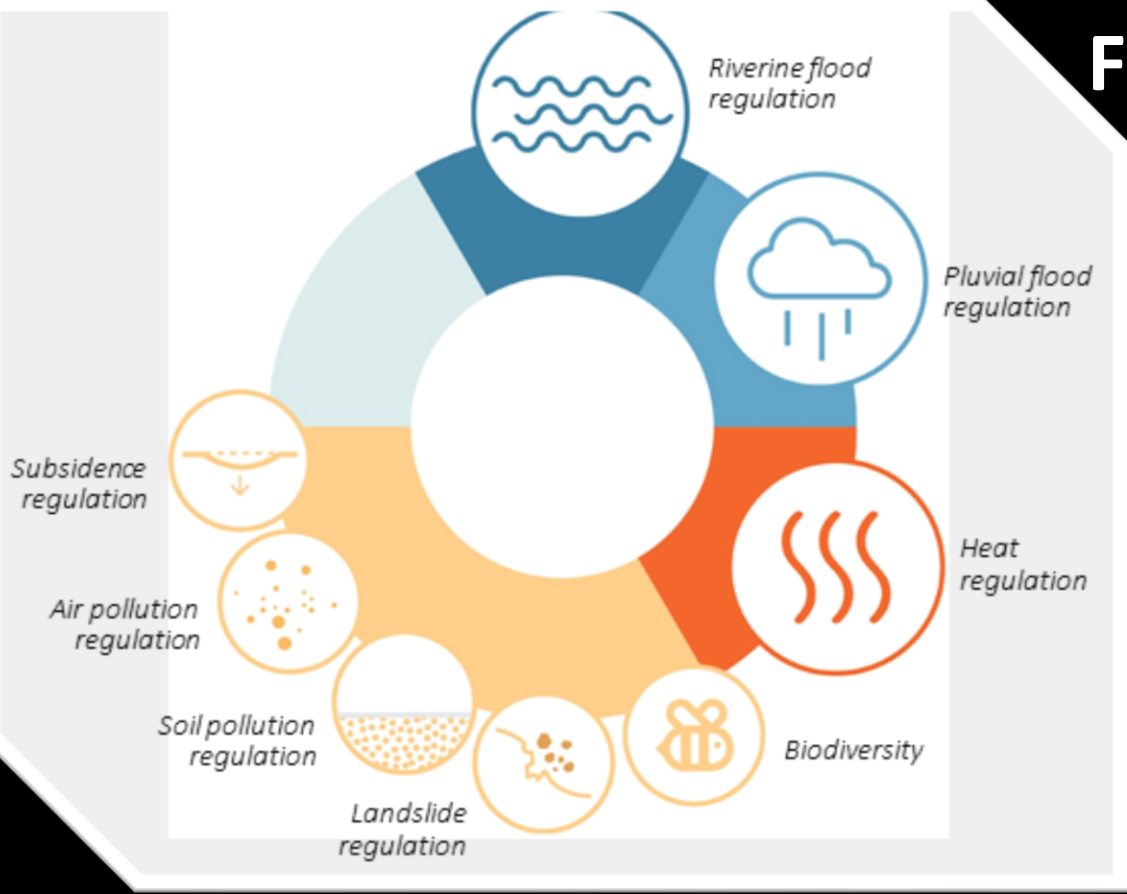 F
Riverine flood
regulation
Pluvial flood
regulation
Heat
regulation
Biodiversity
Landslide
regulation
Soil pollution
regulation
Air pollution
regulation
Subsidence
regulation